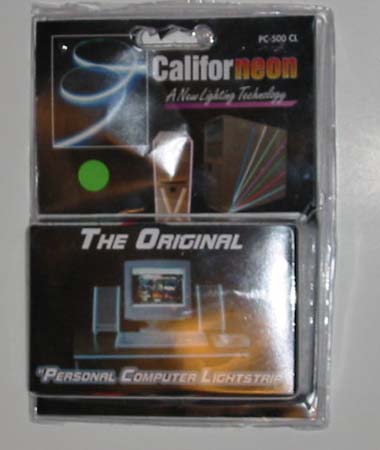 PC-500 CL
Californeon
A New Lighting Technology
THE ORIGINAL
"PERSONAL COMPUTER LIGHTSTRIP